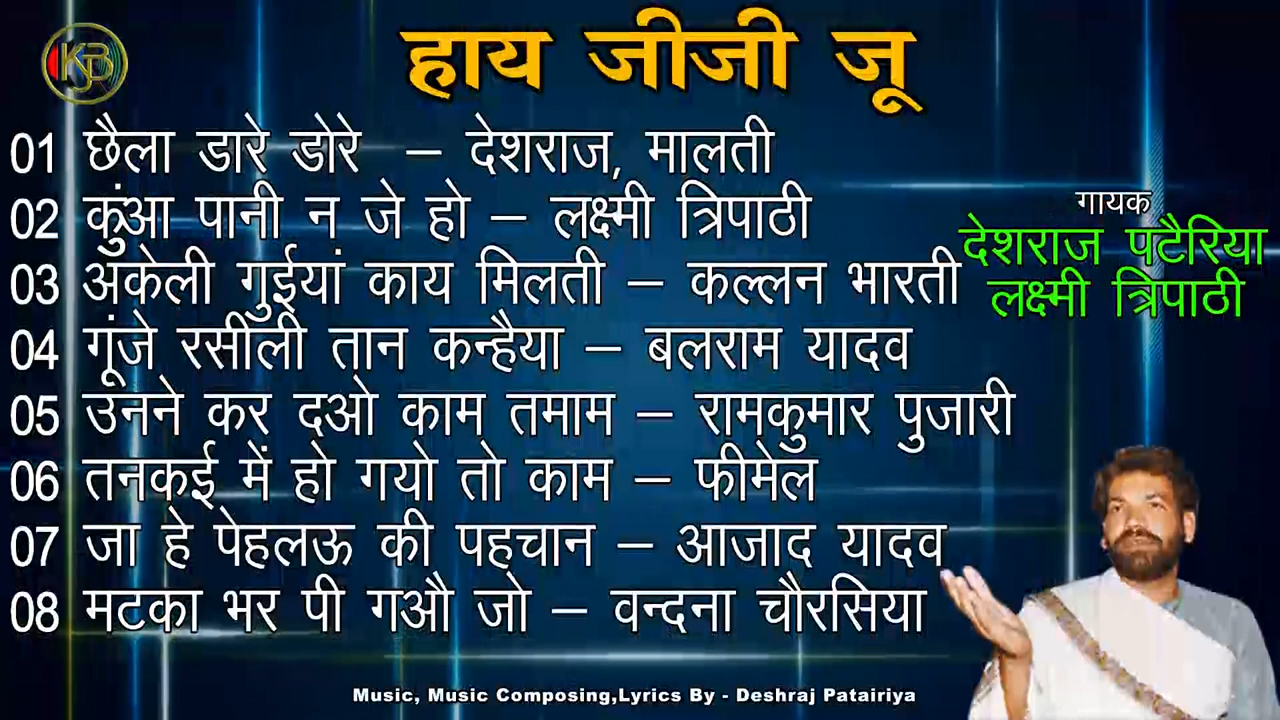 KJB
हाय जीजी जू
01 छैला डारे डोरे – देशराज, मालती
02 कुंआ पानी न जे हो – लक्ष्मी त्रिपाठी
03 अकेली गुईयां काय मिलती – कल्लन भारती
04 गूंजे रसीली तान कन्हैया – बलराम यादव
05 उनने कर दओ काम तमाम – रामकुमार पुजारी
06 तनकई में हो गयो तो काम – फीमेल
07 जा हे पेहलऊ की पहचान – आजाद यादव
08 मटका भर पी गऔ जो – वन्दना चौरसिया
गायक
देशराज पटैरिया
लक्ष्मी त्रिपाठी
Music, Music Composing,Lyrics By - Deshraj Patairiya